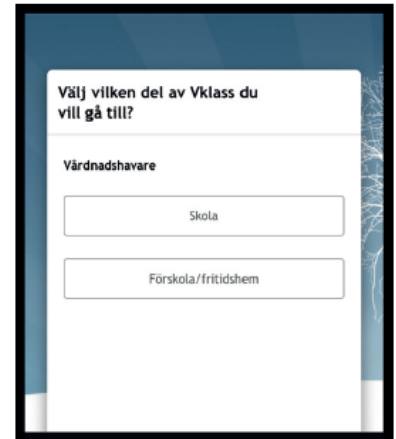 Välj vilken del av Vklass du
vill gå till?
Vårdnadshavare
Skola
Förskola/fritidshem